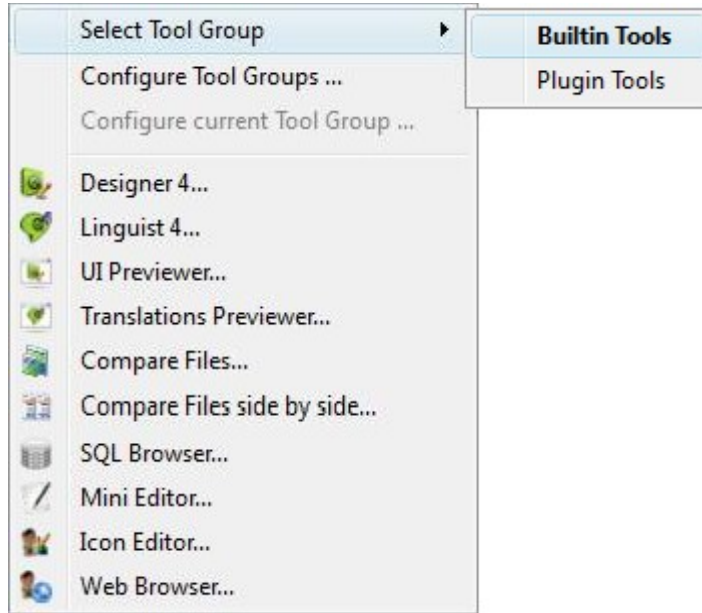 Select Tool Group
Builtin Tools
Plugin Tools
Configure Tool Groups ...
Configure current Tool Group ...
Designer 4...
Linguist 4...
UI Previewer...
Translations Previewer...
Compare Files...
Compare Files side by side...
SQL Browser...
Mini Editor...
Icon Editor...
Web Browser...